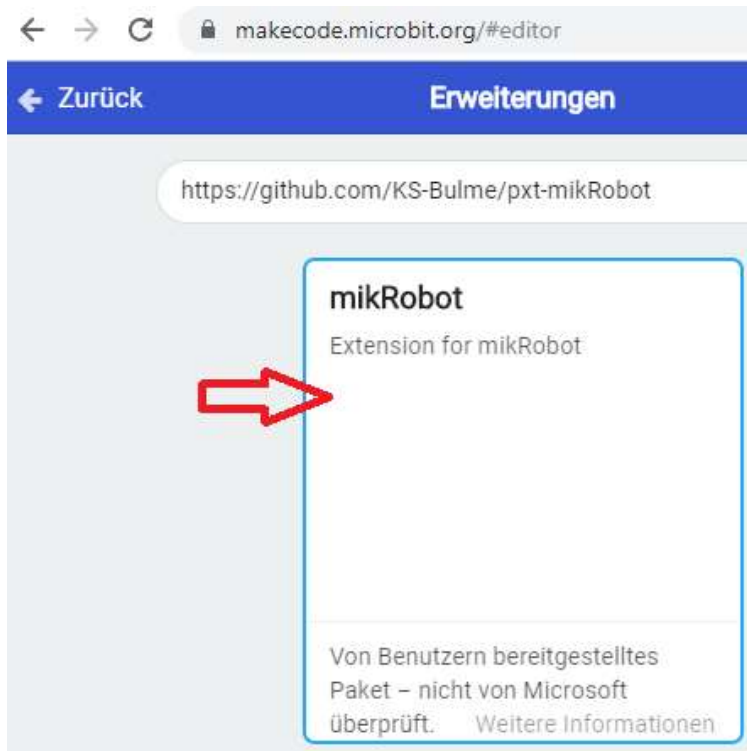 makecode.microbit.org/#editor
Zurück
Erweiterungen
https://github.com/KS-Bulme/pxt-mikRobot
mikRobot
Extension for mikRobot
Von Benutzern bereitgestelltes
Paket – nicht von Microsoft
überprüft. Weitere Informationen